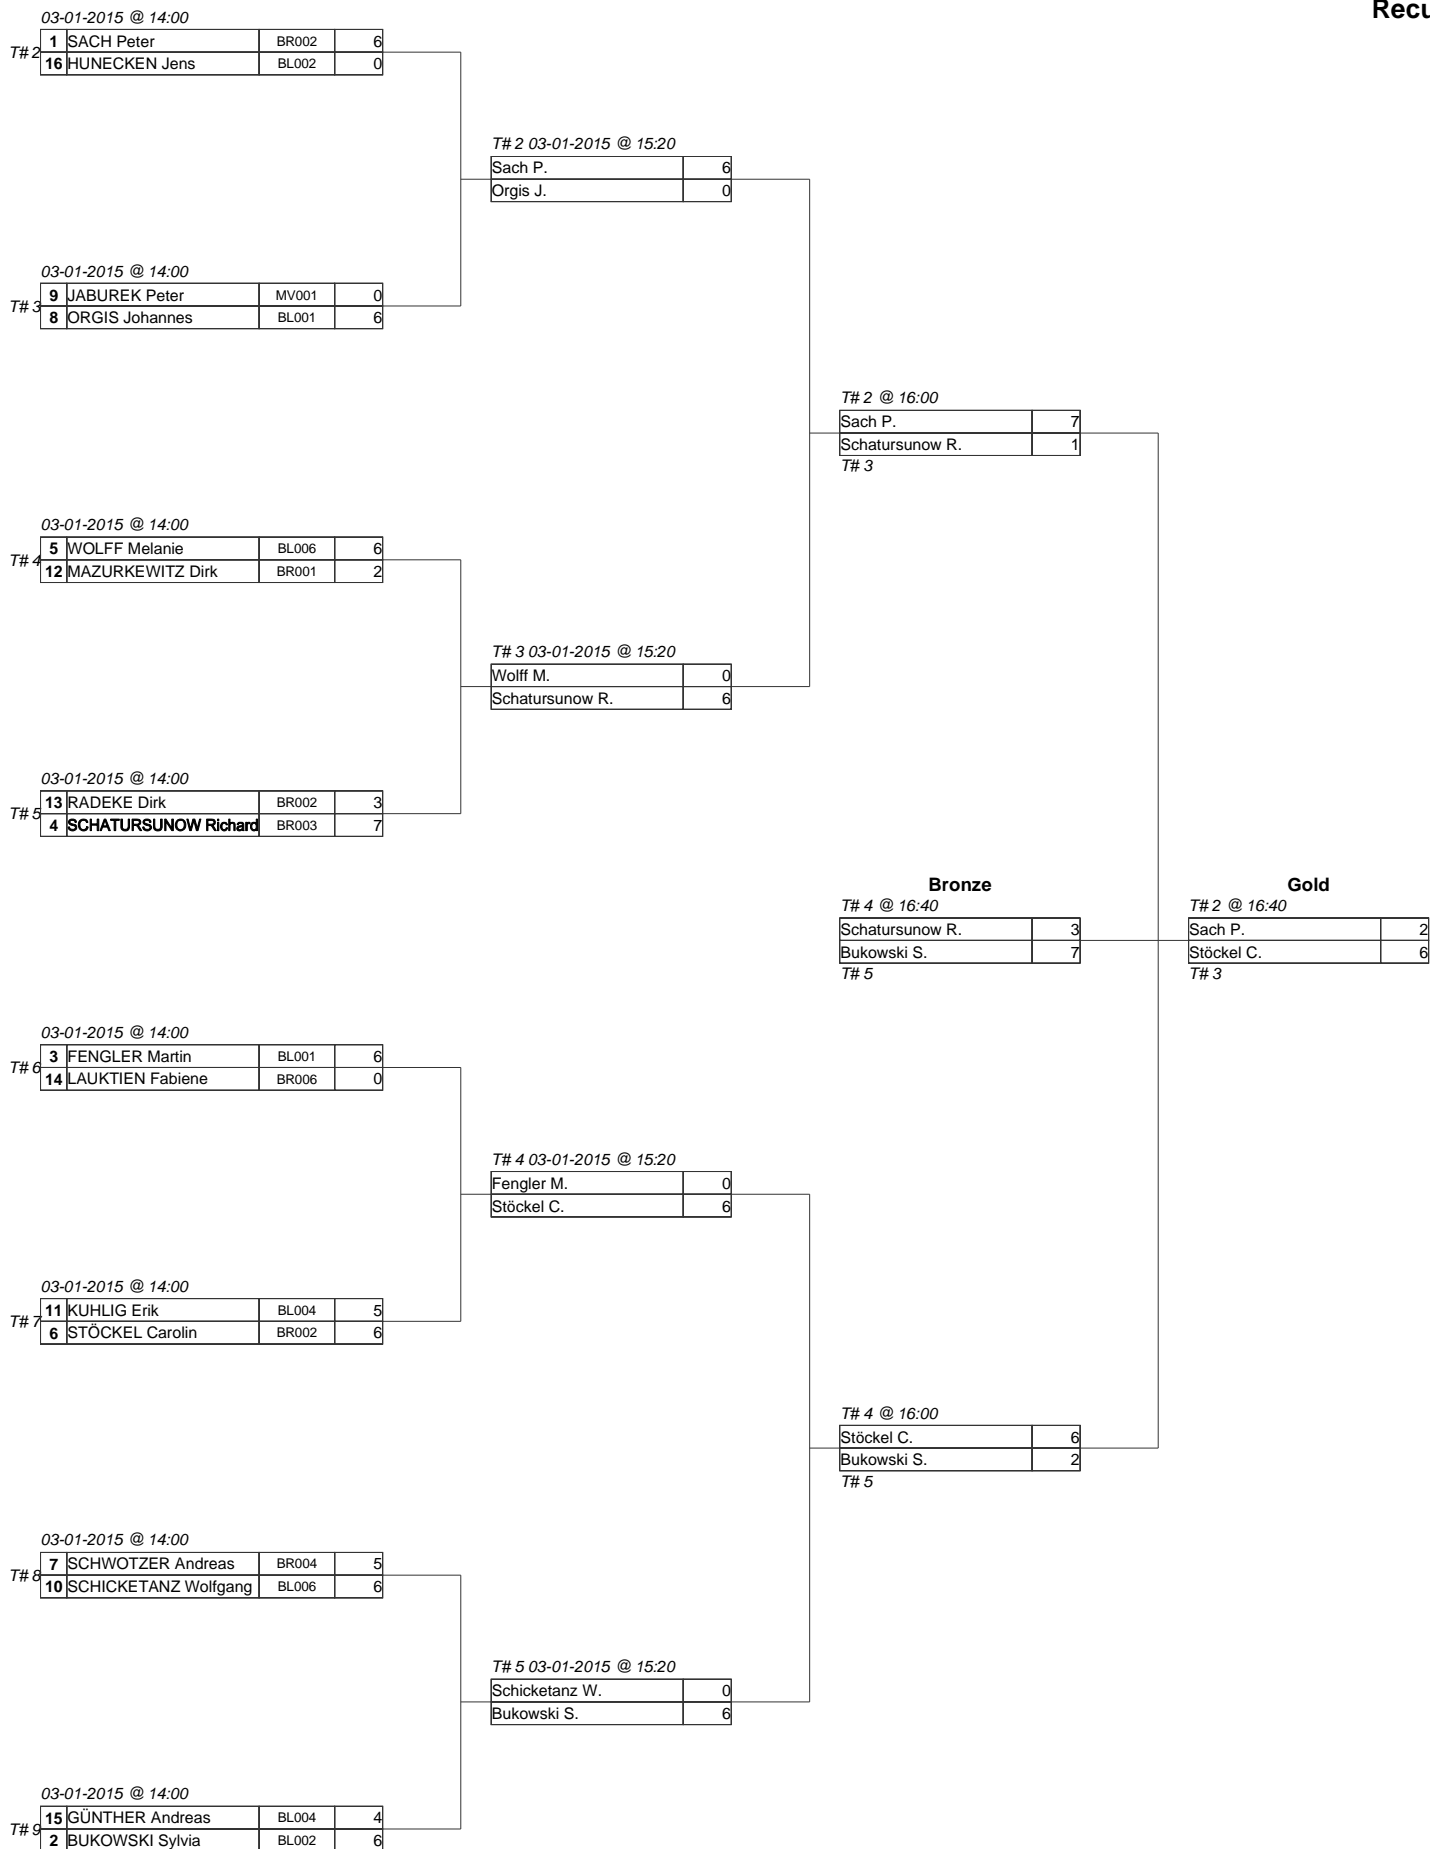 Recu
03-01-2015 @ 14:00
T# 2
1 SACH Peter BR002 6
16 HUNECKEN Jens BL002 0
T# 2 03-01-2015 @ 15:20
Sach P. 6
Orgis J. 0
03-01-2015 @ 14:00
T# 3
9 JABUREK Peter MV001 0
8 ORGIS Johannes BL001 6
T# 2 @ 16:00
Sach P. 7
Schatursunow R. 1
T# 3
03-01-2015 @ 14:00
T# 4
5 WOLFF Melanie BL006 6
12 MAZURKEWITZ Dirk BR001 2
T# 3 03-01-2015 @ 15:20
Wolff M. 0
Schatursunow R. 6
03-01-2015 @ 14:00
T# 5
13 RADEKE Dirk BR002 3
4 SCHATURSUNOW Richard BR003 7
Bronze
T# 4 @ 16:40
Schatursunow R. 3
Bukowski S. 7
T# 5
Gold
T# 2 @ 16:40
Sach P. 2
Stöckel C. 6
T# 3
03-01-2015 @ 14:00
T# 6
3 FENGLER Martin BL001 6
14 LAUKTIEN Fabiene BR006 0
T# 4 03-01-2015 @ 15:20
Fengler M. 0
Stöckel C. 6
03-01-2015 @ 14:00
T# 7
11 KUHLIG Erik BL004 5
6 STÖCKEL Carolin BR002 6
T# 4 @ 16:00
Stöckel C. 6
Bukowski S. 2
T# 5
03-01-2015 @ 14:00
T# 8
7 SCHWOTZER Andreas BR004 5
10 SCHICKETANZ Wolfgang BL006 6
T# 5 03-01-2015 @ 15:20
Schicketanz W. 0
Bukowski S. 6
03-01-2015 @ 14:00
T# 9
15 GÜNTHER Andreas BL004 4
2 BUKOWSKI Sylvia BL002 6